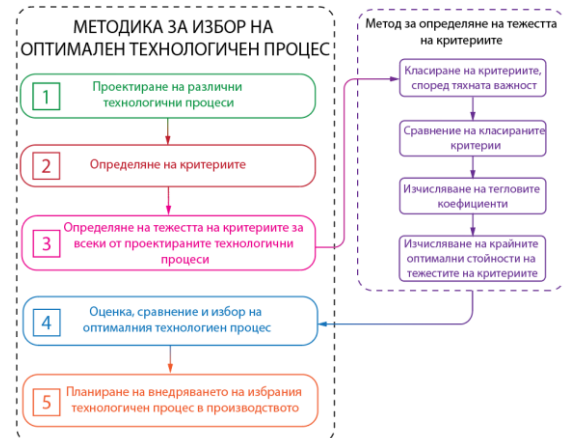 МЕТОДИКА ЗА ИЗБОР НА
ОПТИМАЛЕН ТЕХНОЛОГИЧЕН ПРОЦЕС
1
Проектиране на различни
технологични процеси
2
Определяне на критериите
3
Определяне на тежестта на критериите за
всеки от проектираните технологични
процеси
4
Оценка, сравнение и избор на
оптималния технологиен процес
5
Планиране на внедряването на избрания
технологичен процес в производството
Метод за определяне на тежестта
на критериите
Класиране на критериите,
според тяхната важност
Сравнение на класираните
критерии
Изчисляване на тегловите
коефициенти
Изчисляване на крайните
оптимални стойности на
тежестите на критериите